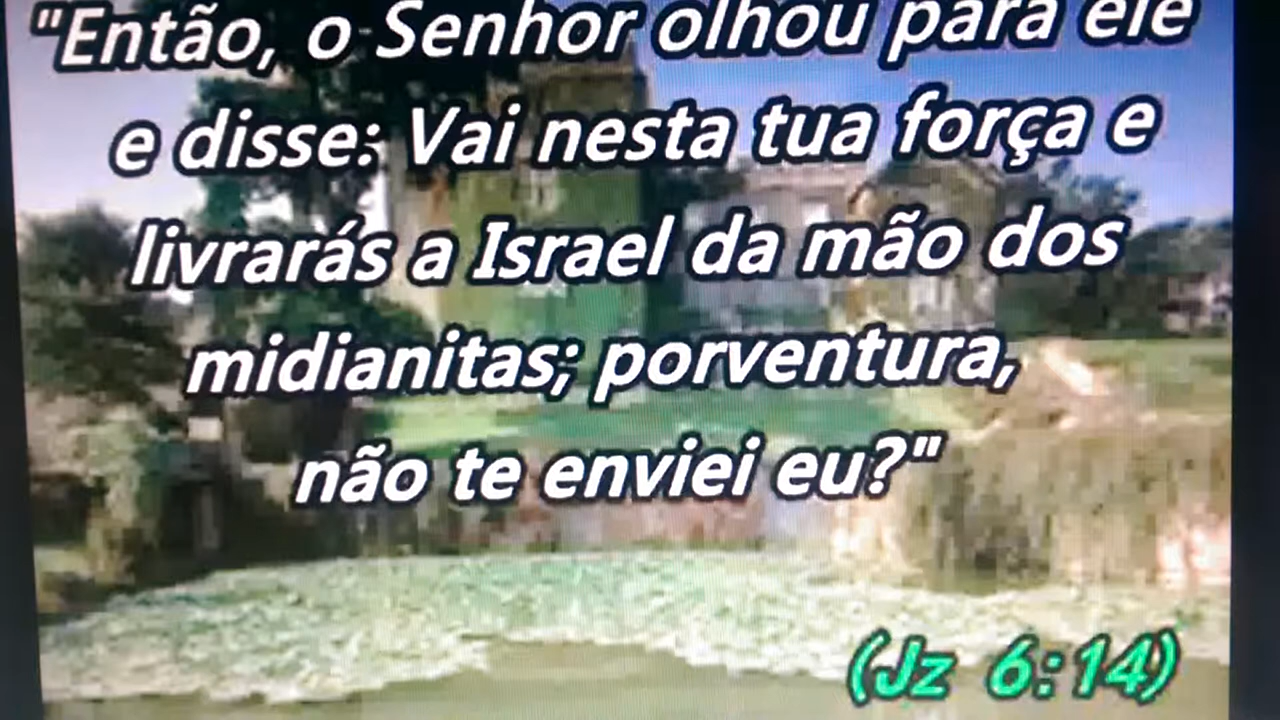 "Então, o Senhor olhou para ele
e disse: Vai nesta tua força e
livrarás a Israel da mão dos
midianitas; porventura,
não te enviei eu?"
(Jz 6:14)